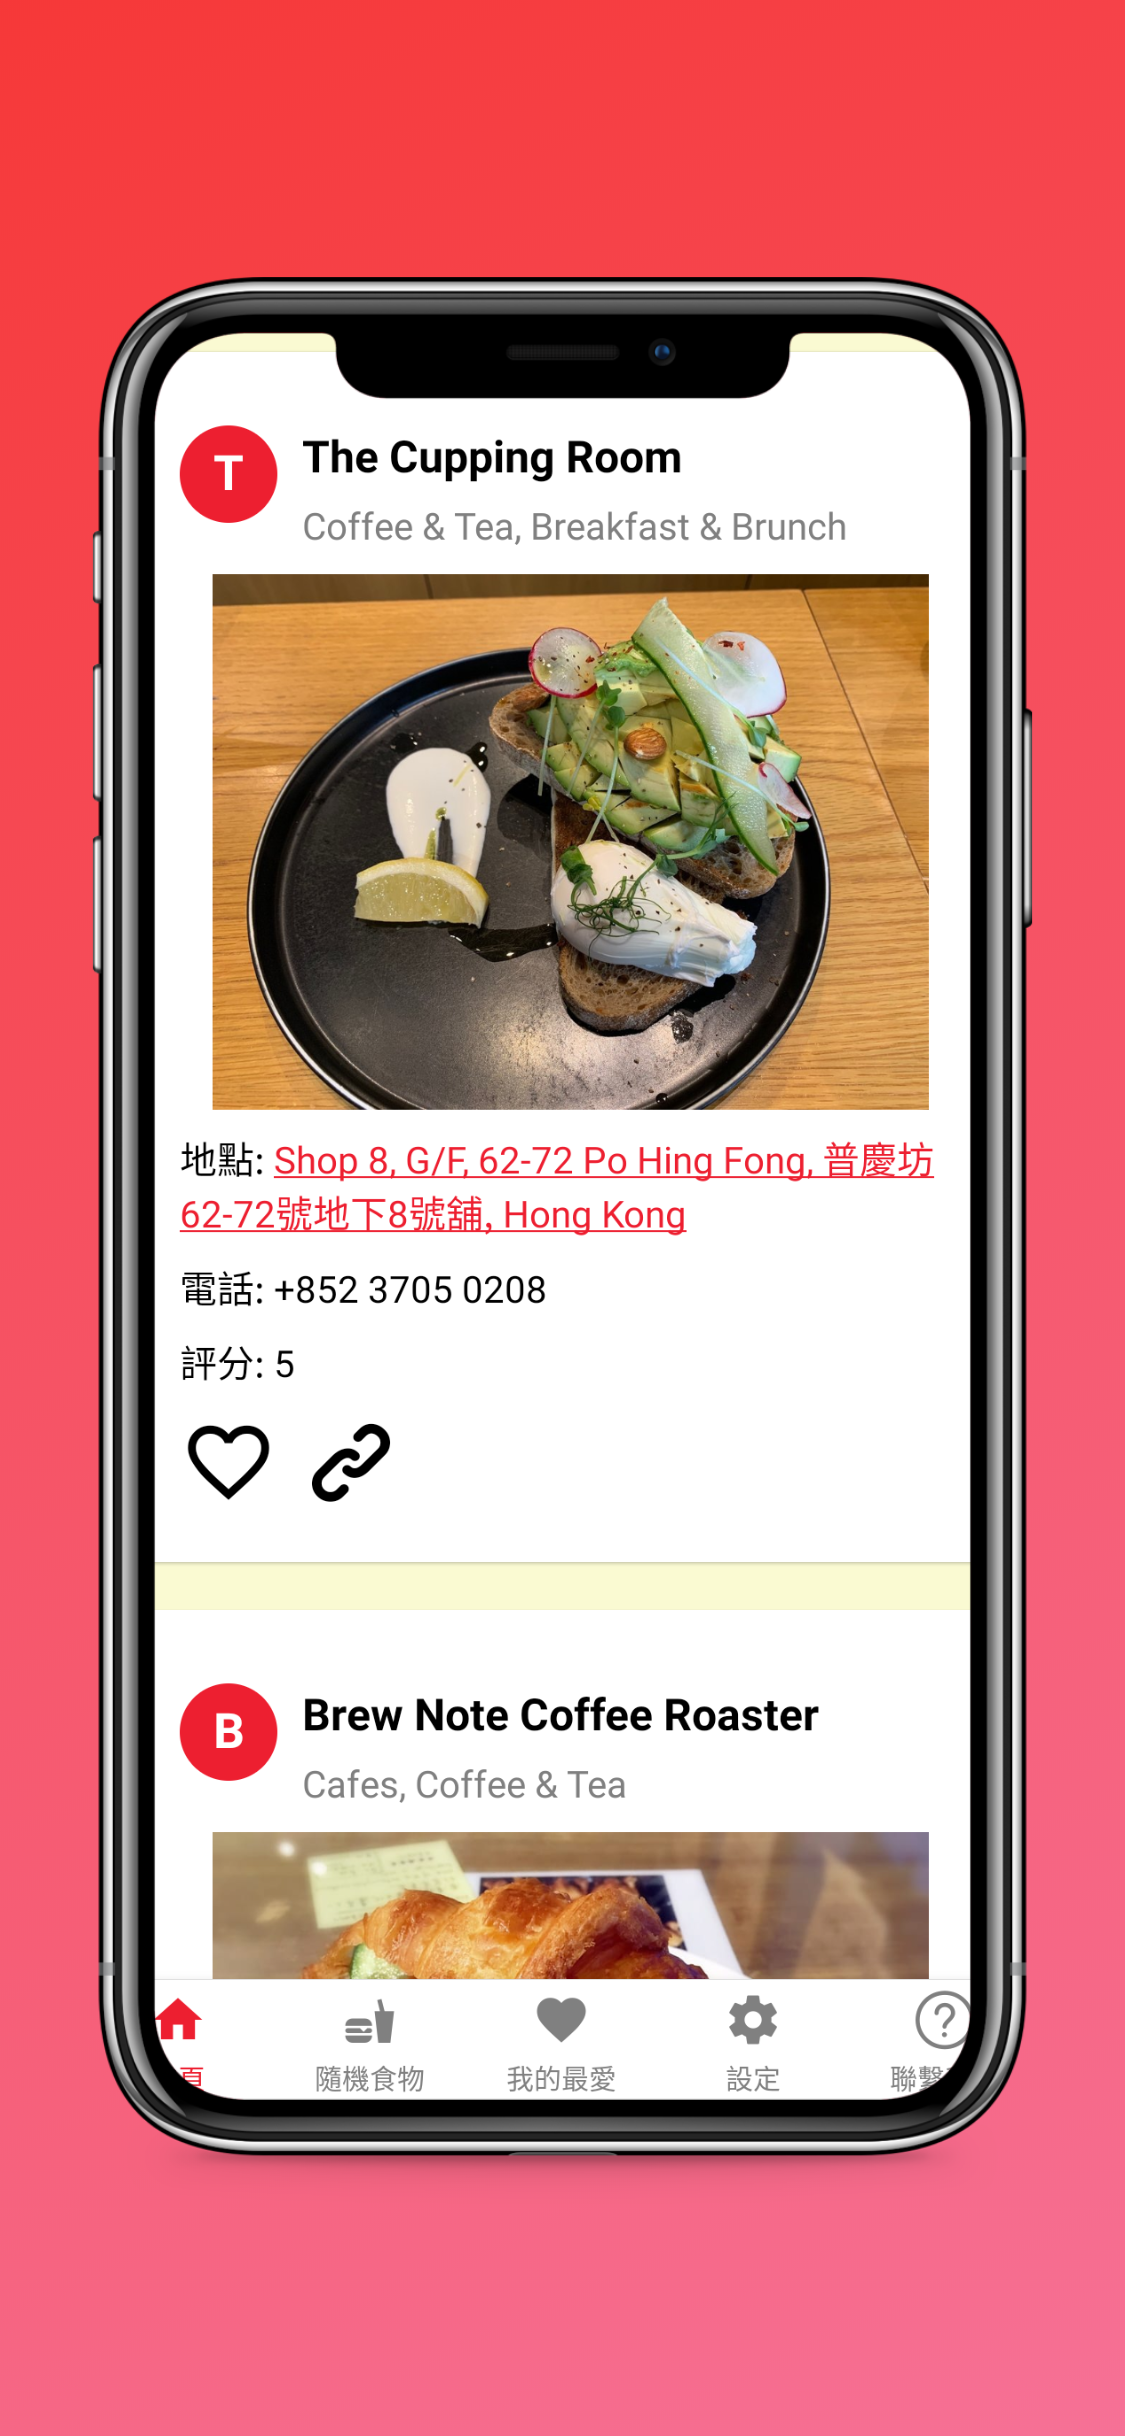 T
The Cupping Room
Coffee & Tea, Breakfast & Brunch
地點: Shop 8, G/F, 62-72 Po Hing Fong, 普慶坊
62-72號地下8號舖, Hong Kong
電話: +852 3705 0208
評分: 5
B
Brew Note Coffee Roaster
Cafes, Coffee & Tea
頁 隨機食物 我的最愛 設定 聯繫